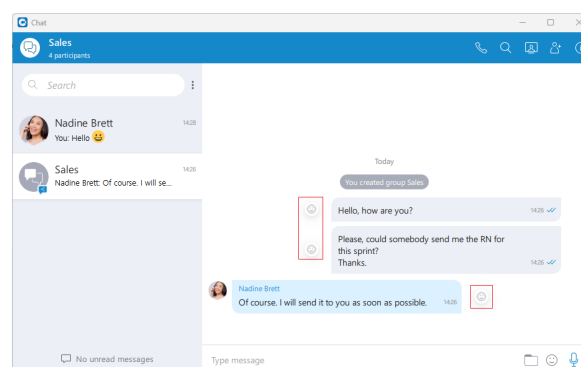 Chat
Sales
4 participants
Search
Nadine Brett
14:28
You: Hello 😀
Sales
14:26
Nadine Brett: Of course. I will se...
Today
You created group Sales
Hello, how are you?
14:26
Please, could somebody send me the RN for
this sprint?
Thanks.
14:26
Nadine Brett
Of course. I will send it to you as soon as possible.
14:26
No unread messages
Type message